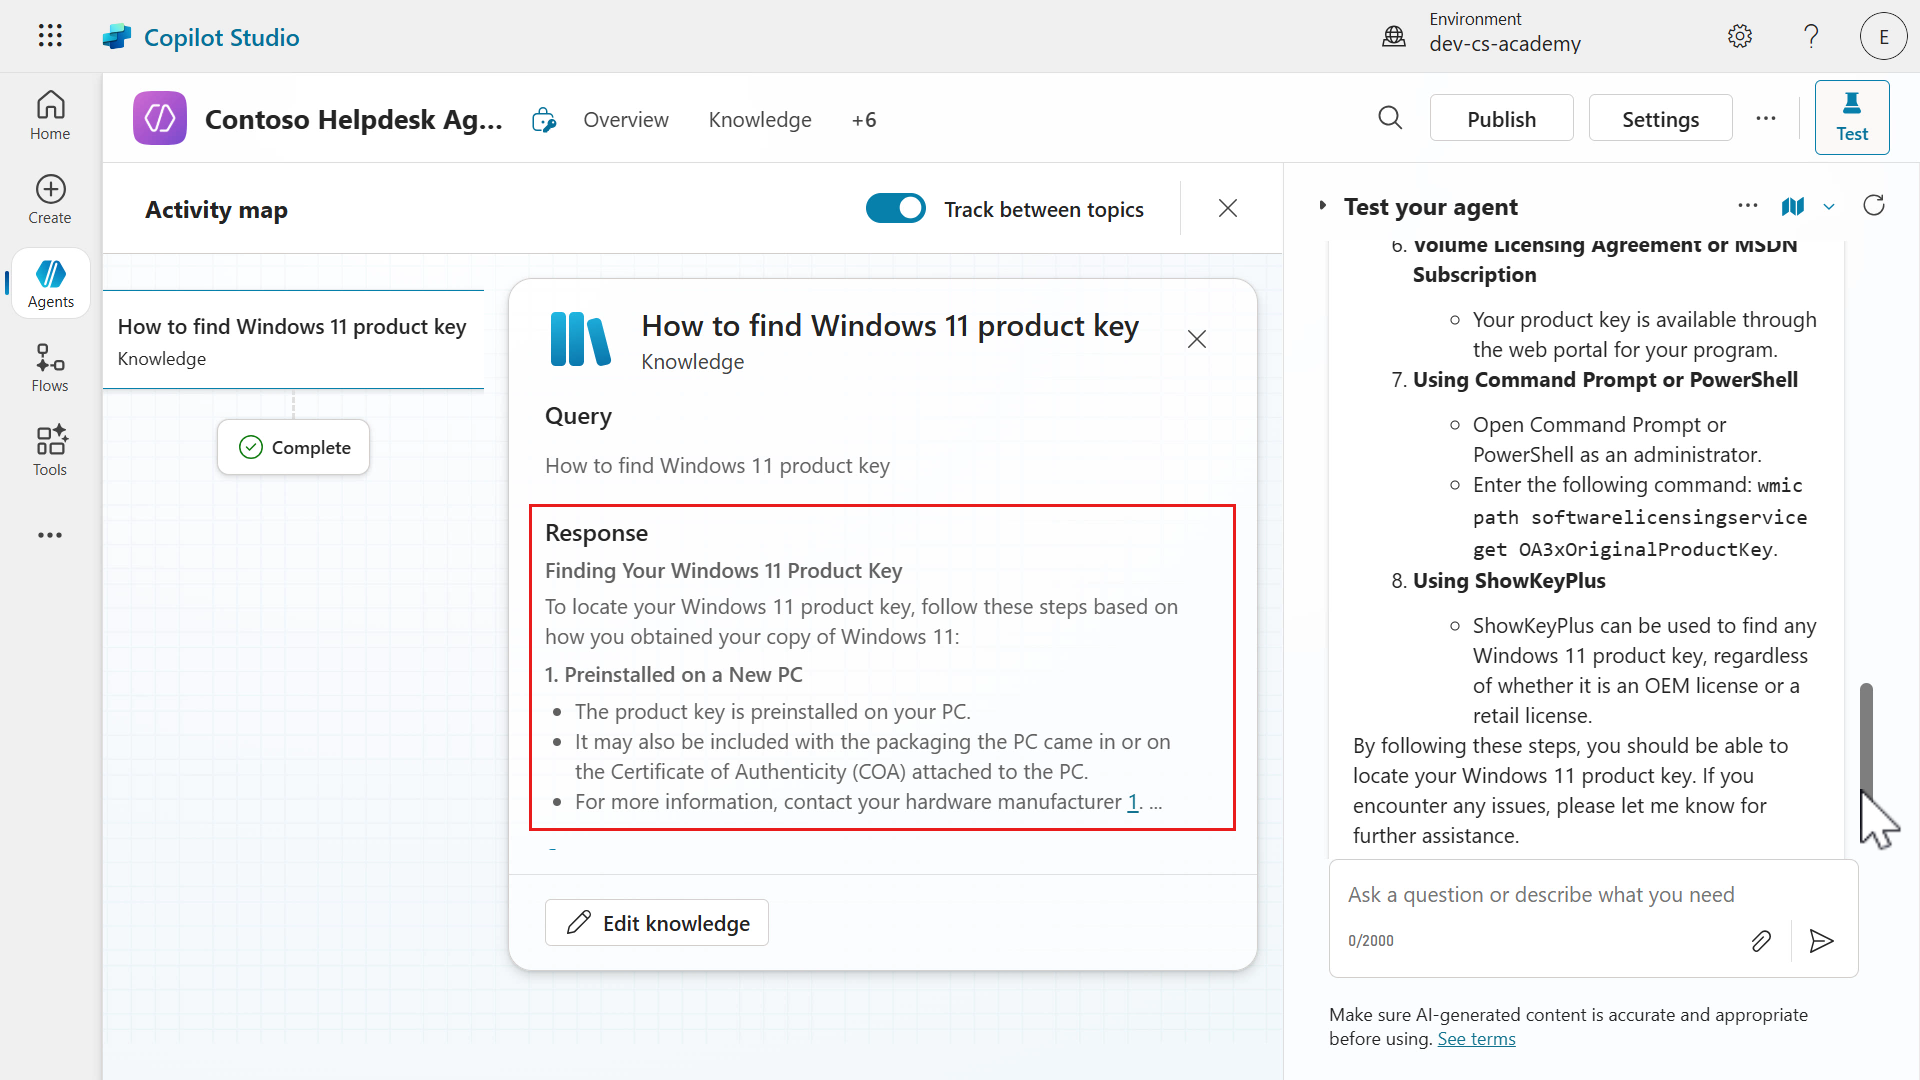 Copilot Studio
Environment
dev-cs-academy
E
Home
Create
Agents
Flows
Tools
Contoso Helpdesk Ag...
Overview
Knowledge
+6
Publish
Settings
Test
Activity map
Track between topics
How to find Windows 11 product key
Knowledge
Complete
How to find Windows 11 product key
Knowledge
Query
How to find Windows 11 product key
Response
Finding Your Windows 11 Product Key
To locate your Windows 11 product key, follow these steps based on
how you obtained your copy of Windows 11:
1. Preinstalled on a New PC
• The product key is preinstalled on your PC.
• It may also be included with the packaging the PC came in or on
the Certificate of Authenticity (COA) attached to the PC.
• For more information, contact your hardware manufacturer 1. ...
Edit knowledge
Test your agent
6. Volume Licensing Agreement or MSDN
Subscription
Your product key is available through
the web portal for your program.
7. Using Command Prompt or PowerShell
Open Command Prompt or
PowerShell as an administrator.
Enter the following command: wmic
path softwarelicensingservice
get OA3xOriginalProductKey.
8. Using ShowKeyPlus
ShowKeyPlus can be used to find any
Windows 11 product key, regardless
of whether it is an OEM license or a
retail license.
By following these steps, you should be able to
locate your Windows 11 product key. If you
encounter any issues, please let me know for
further assistance.
Ask a question or describe what you need
0/2000
Make sure AI-generated content is accurate and appropriate
before using. See terms